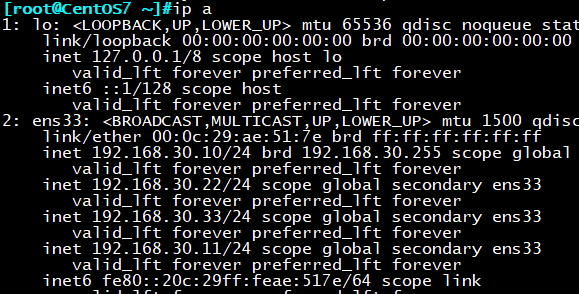 [root@CentOS7 ~]#ip a
1: lo: <LOOPBACK,UP,LOWER_UP> mtu 65536 qdisc noqueue stat
link/loopback 00:00:00:00:00:00 brd 00:00:00:00:00:00
inet 127.0.0.1/8 scope host lo
valid_lft forever preferred_lft forever
inet6 ::1/128 scope host
valid_lft forever preferred_lft forever
2: ens33: <BROADCAST,MULTICAST,UP,LOWER_UP> mtu 1500 qdisc
link/ether 00:0c:29:ae:51:7e brd ff:ff:ff:ff:ff:ff
inet 192.168.30.10/24 brd 192.168.30.255 scope global
valid_lft forever preferred_lft forever
inet 192.168.30.22/24 scope global secondary ens33
valid_lft forever preferred_lft forever
inet 192.168.30.33/24 scope global secondary ens33
valid_lft forever preferred_lft forever
inet 192.168.30.11/24 scope global secondary ens33
valid_lft forever preferred_lft forever
inet6 fe80::20c:29ff:feae:517e/64 scope link